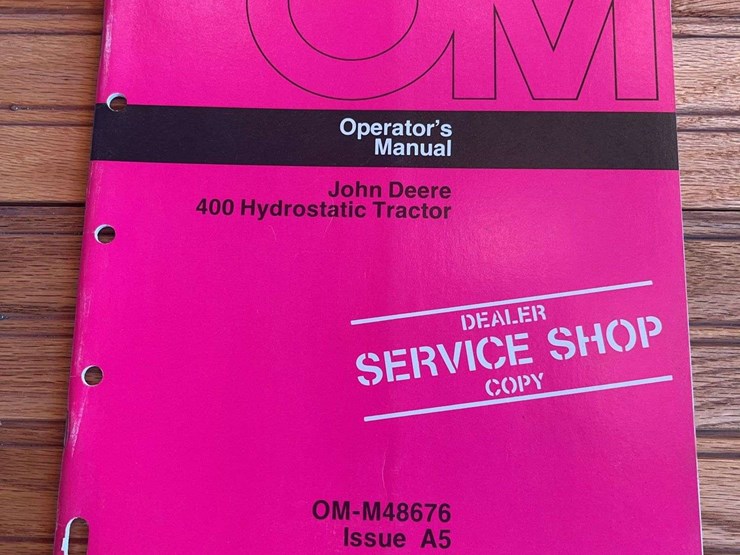 OM
Operator's
Manual
John Deere
400 Hydrostatic Tractor
DEALER
SERVICE SHOP
COPY
OM-M48676
Issue A5